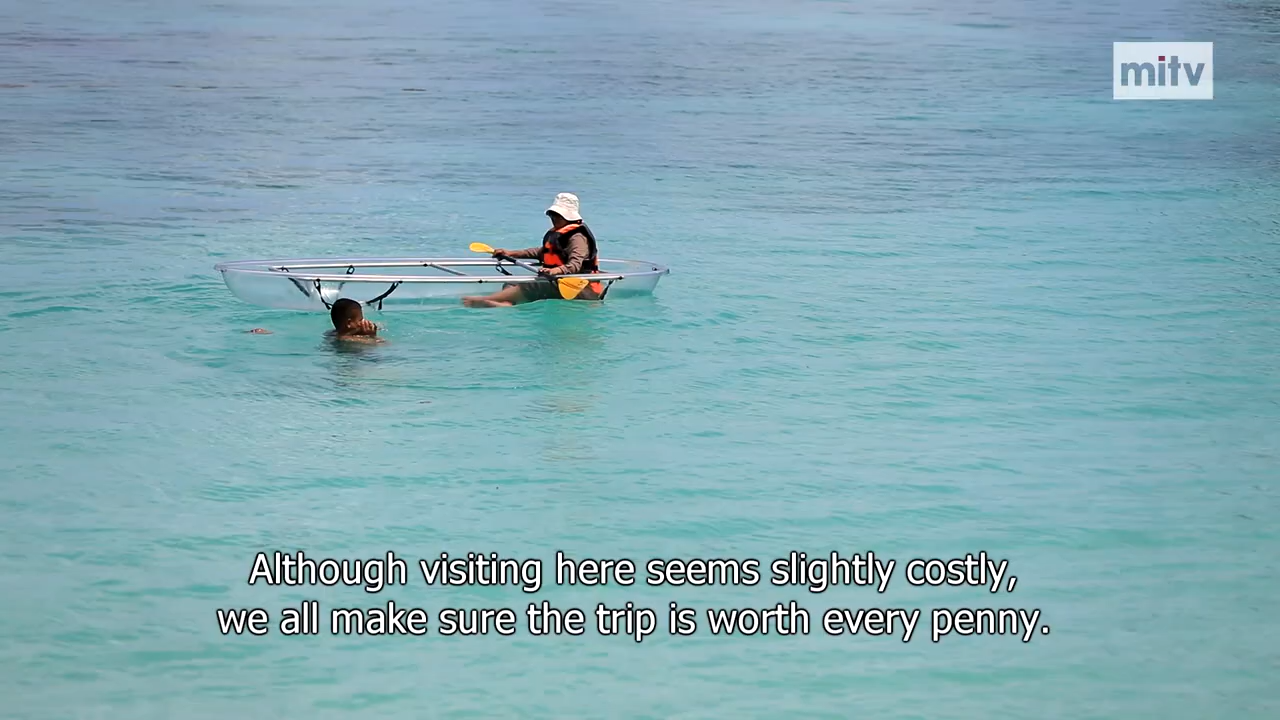 mitv
Although visiting here seems slightly costly,
we all make sure the trip is worth every penny.